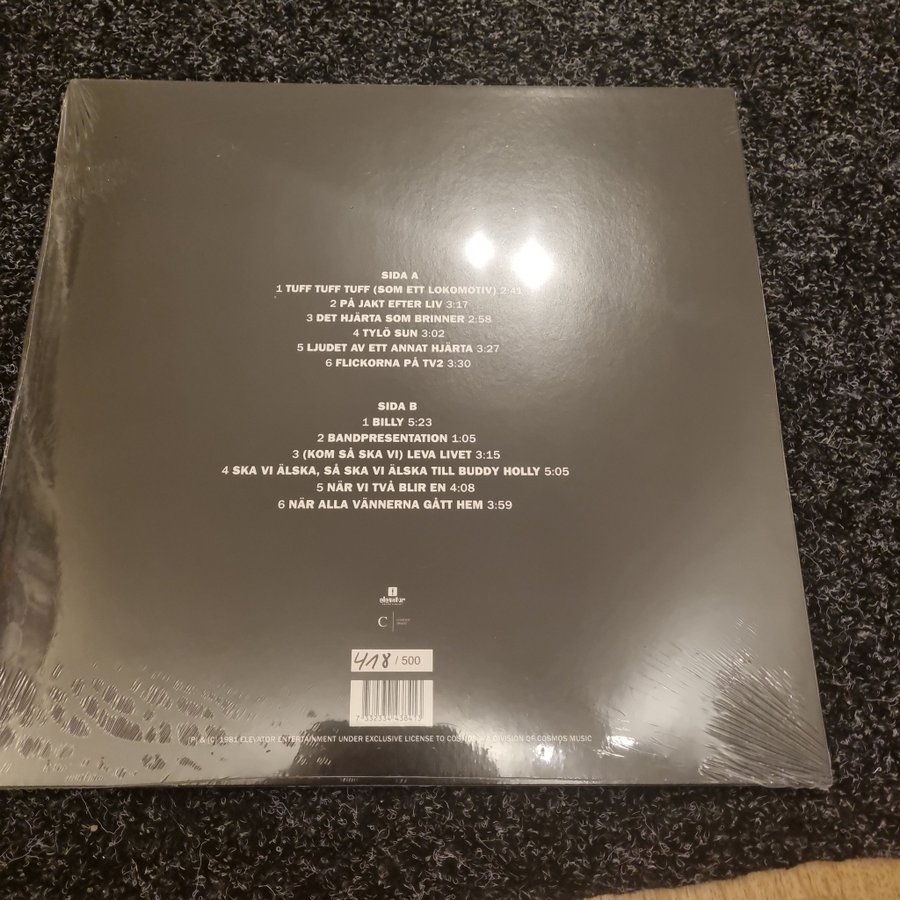 SIDA A
1 TUFF TUFF TUFF (SOM ETT LOKOMOTIV) 2:41
2 PÅ JAKT EFTER LIV 3:17
3 DET HJÄRTA SOM BRINNER 2:58
4 TYLÖ SUN 3:02
5 LJUDET AV ETT ANNAT HJÄRTA 3:27
6 FLICKORNA PÅ TV2 3:30
SIDA B
1 BILLY 5:23
2 BANDPRESENTATION 1:05
3 (KOM SÅ SKA VI) LEVA LIVET 3:15
4 SKA VI ÄLSKA, SÅ SKA VI ÄLSKA TILL BUDDY HOLLY 5:05
5 NÄR VI TVÅ BLIR EN 4:08
6 NÄR ALLA VÄNNERNA GÅTT HEM 3:59
elevator
C
418 / 500
7 332334 438413
(P) & (C) 1981 ELEVATOR ENTERTAINMENT UNDER EXCLUSIVE LICENSE TO COSMOS - A DIVISION OF COSMOS MUSIC